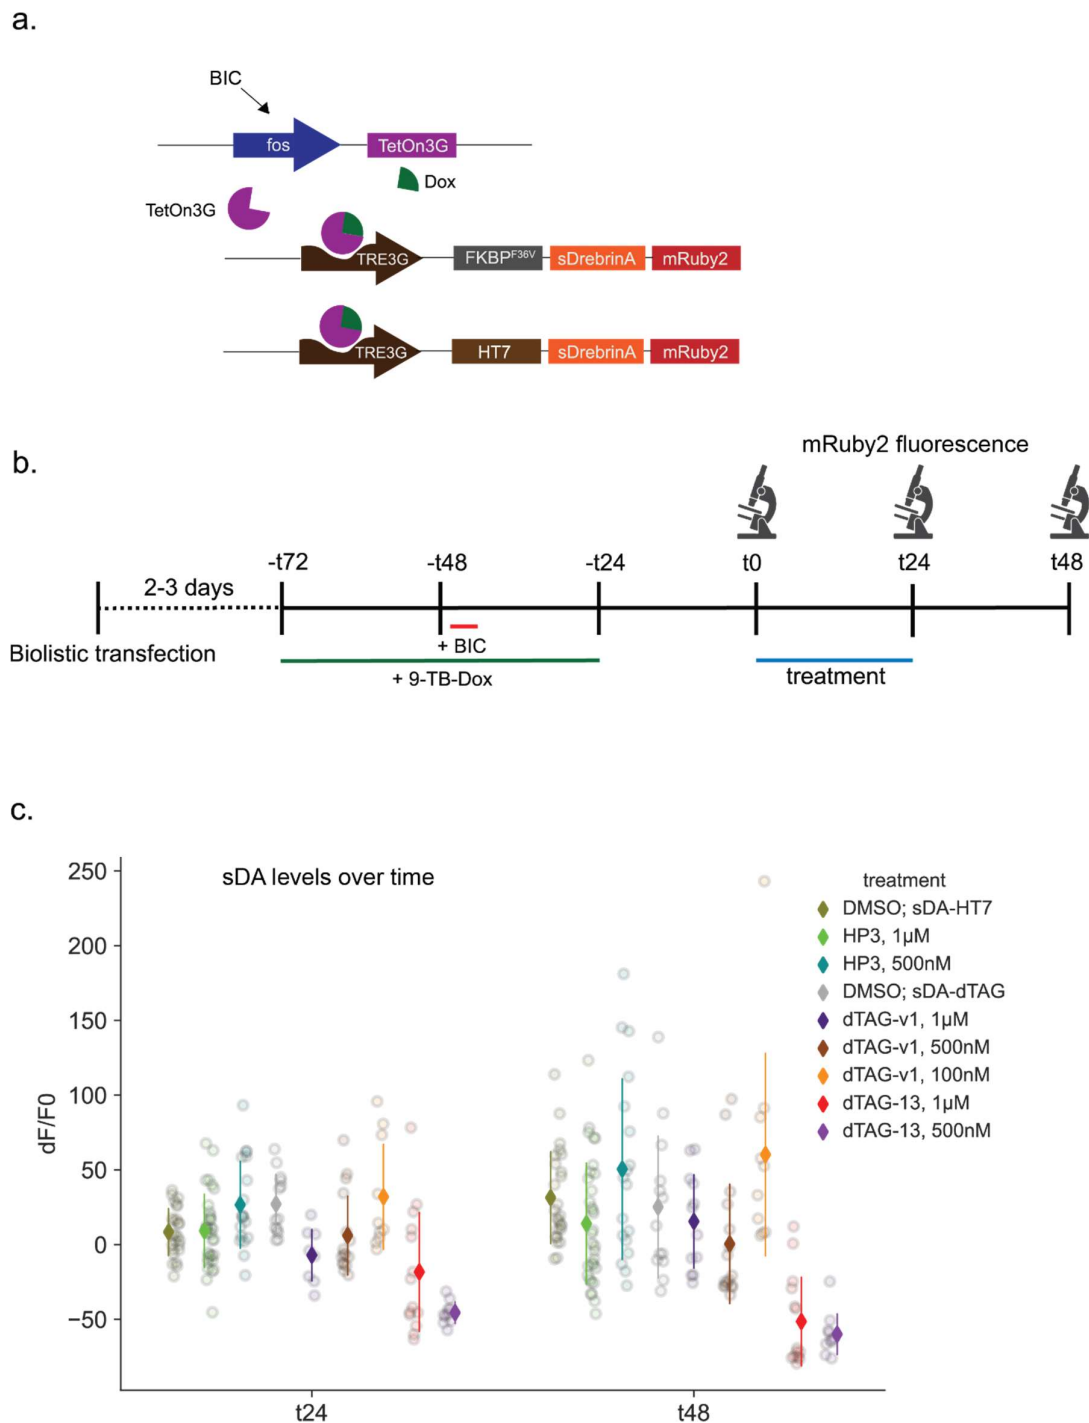 a.
BIC
fos
TetOn3G
Dox
TetOn3G
TRE3G
FKBPF36V
sDrebrinA
mRuby2
TRE3G
HT7
sDrebrinA
mRuby2
b.
mRuby2 fluorescence
-t72
-t48
-t24
t0
t24
t48
2-3 days
Biolistic transfection
+ BIC
+ 9-TB-Dox
treatment
c.
sDA levels over time
dF/F0
250
200
150
100
50
0
−50
t24
t48
treatment
DMSO; sDA-HT7
HP3, 1µM
HP3, 500nM
DMSO; sDA-dTAG
dTAG-v1, 1µM
dTAG-v1, 500nM
dTAG-v1, 100nM
dTAG-13, 1µM
dTAG-13, 500nM